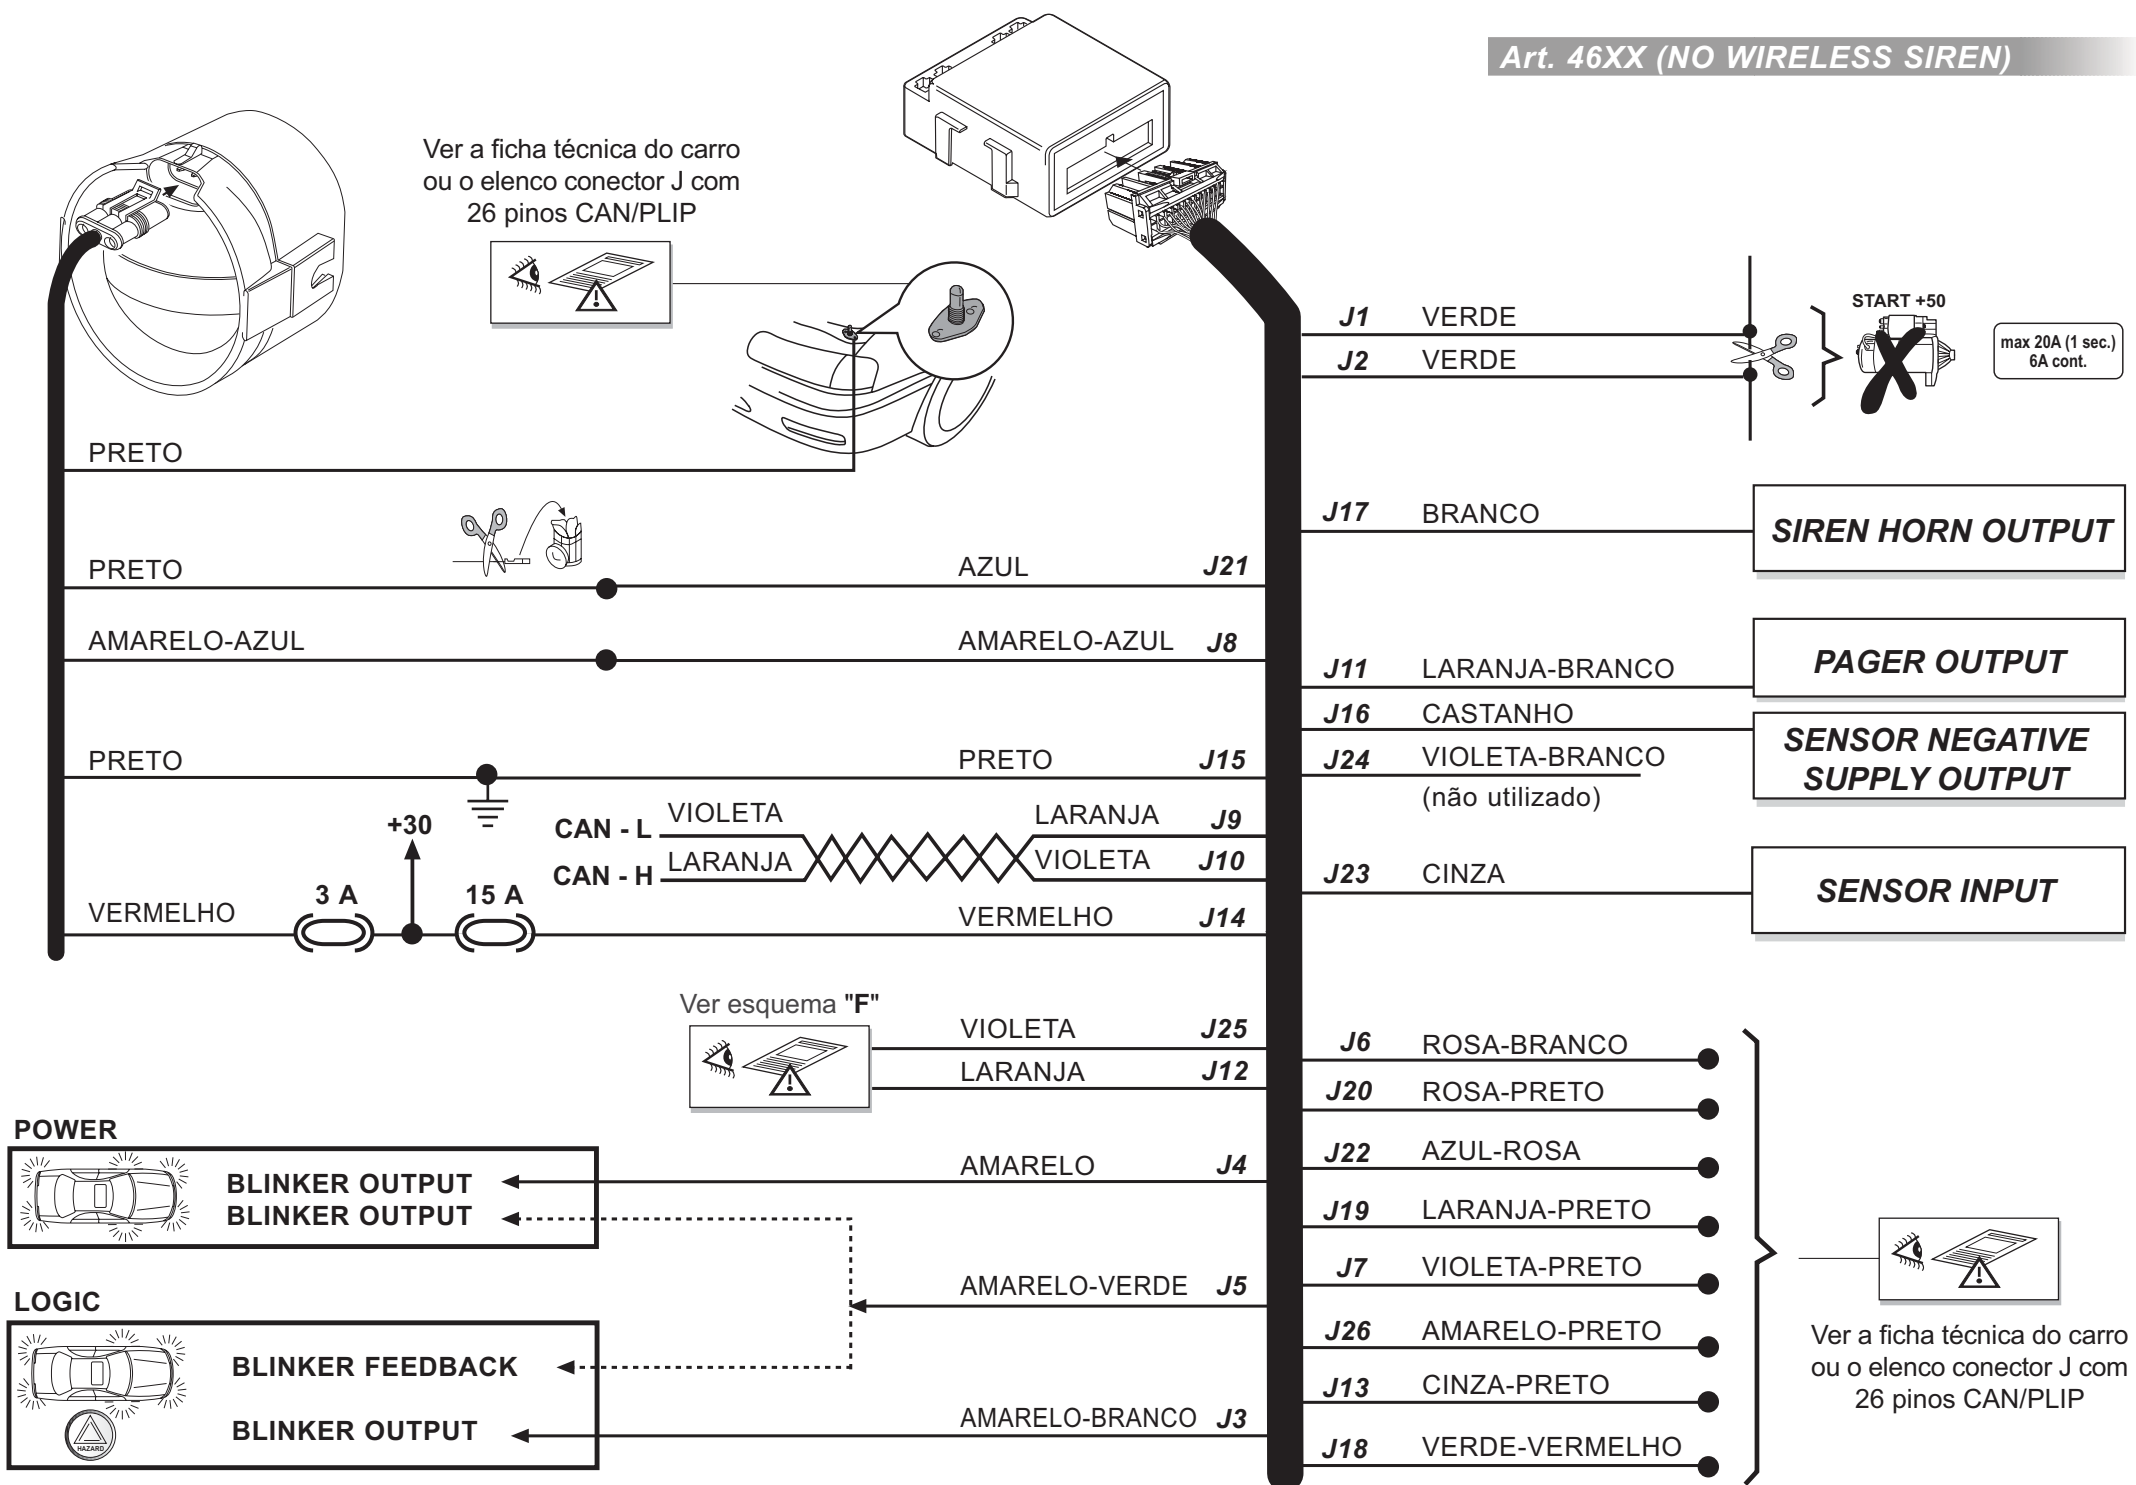 Art. 46XX (NO WIRELESS SIREN)
Ver a ficha técnica do carro
ou o elenco conector J com
26 pinos CAN/PLIP
J1 VERDE
J2 VERDE
START +50
max 20A (1 sec.)
6A cont.
PRETO
J17 BRANCO
SIREN HORN OUTPUT
PRETO AZUL J21
AMARELO-AZUL AMARELO-AZUL J8
J11 LARANJA-BRANCO
PAGER OUTPUT
J16 CASTANHO
SENSOR NEGATIVE
SUPPLY OUTPUT
J24 VIOLETA-BRANCO
(não utilizado)
PRETO PRETO J15
CAN - L VIOLETA LARANJA J9
CAN - H LARANJA VIOLETA J10
J23 CINZA
SENSOR INPUT
+30
3 A 15 A
VERMELHO VERMELHO J14
Ver esquema "F"
VIOLETA J25
LARANJA J12
POWER
BLINKER OUTPUT
BLINKER OUTPUT
AMARELO J4
AMARELO-VERDE J5
LOGIC
BLINKER FEEDBACK
BLINKER OUTPUT
HAZARD
AMARELO-BRANCO J3
J6 ROSA-BRANCO
J20 ROSA-PRETO
J22 AZUL-ROSA
J19 LARANJA-PRETO
J7 VIOLETA-PRETO
J26 AMARELO-PRETO
J13 CINZA-PRETO
J18 VERDE-VERMELHO
Ver a ficha técnica do carro
ou o elenco conector J com
26 pinos CAN/PLIP